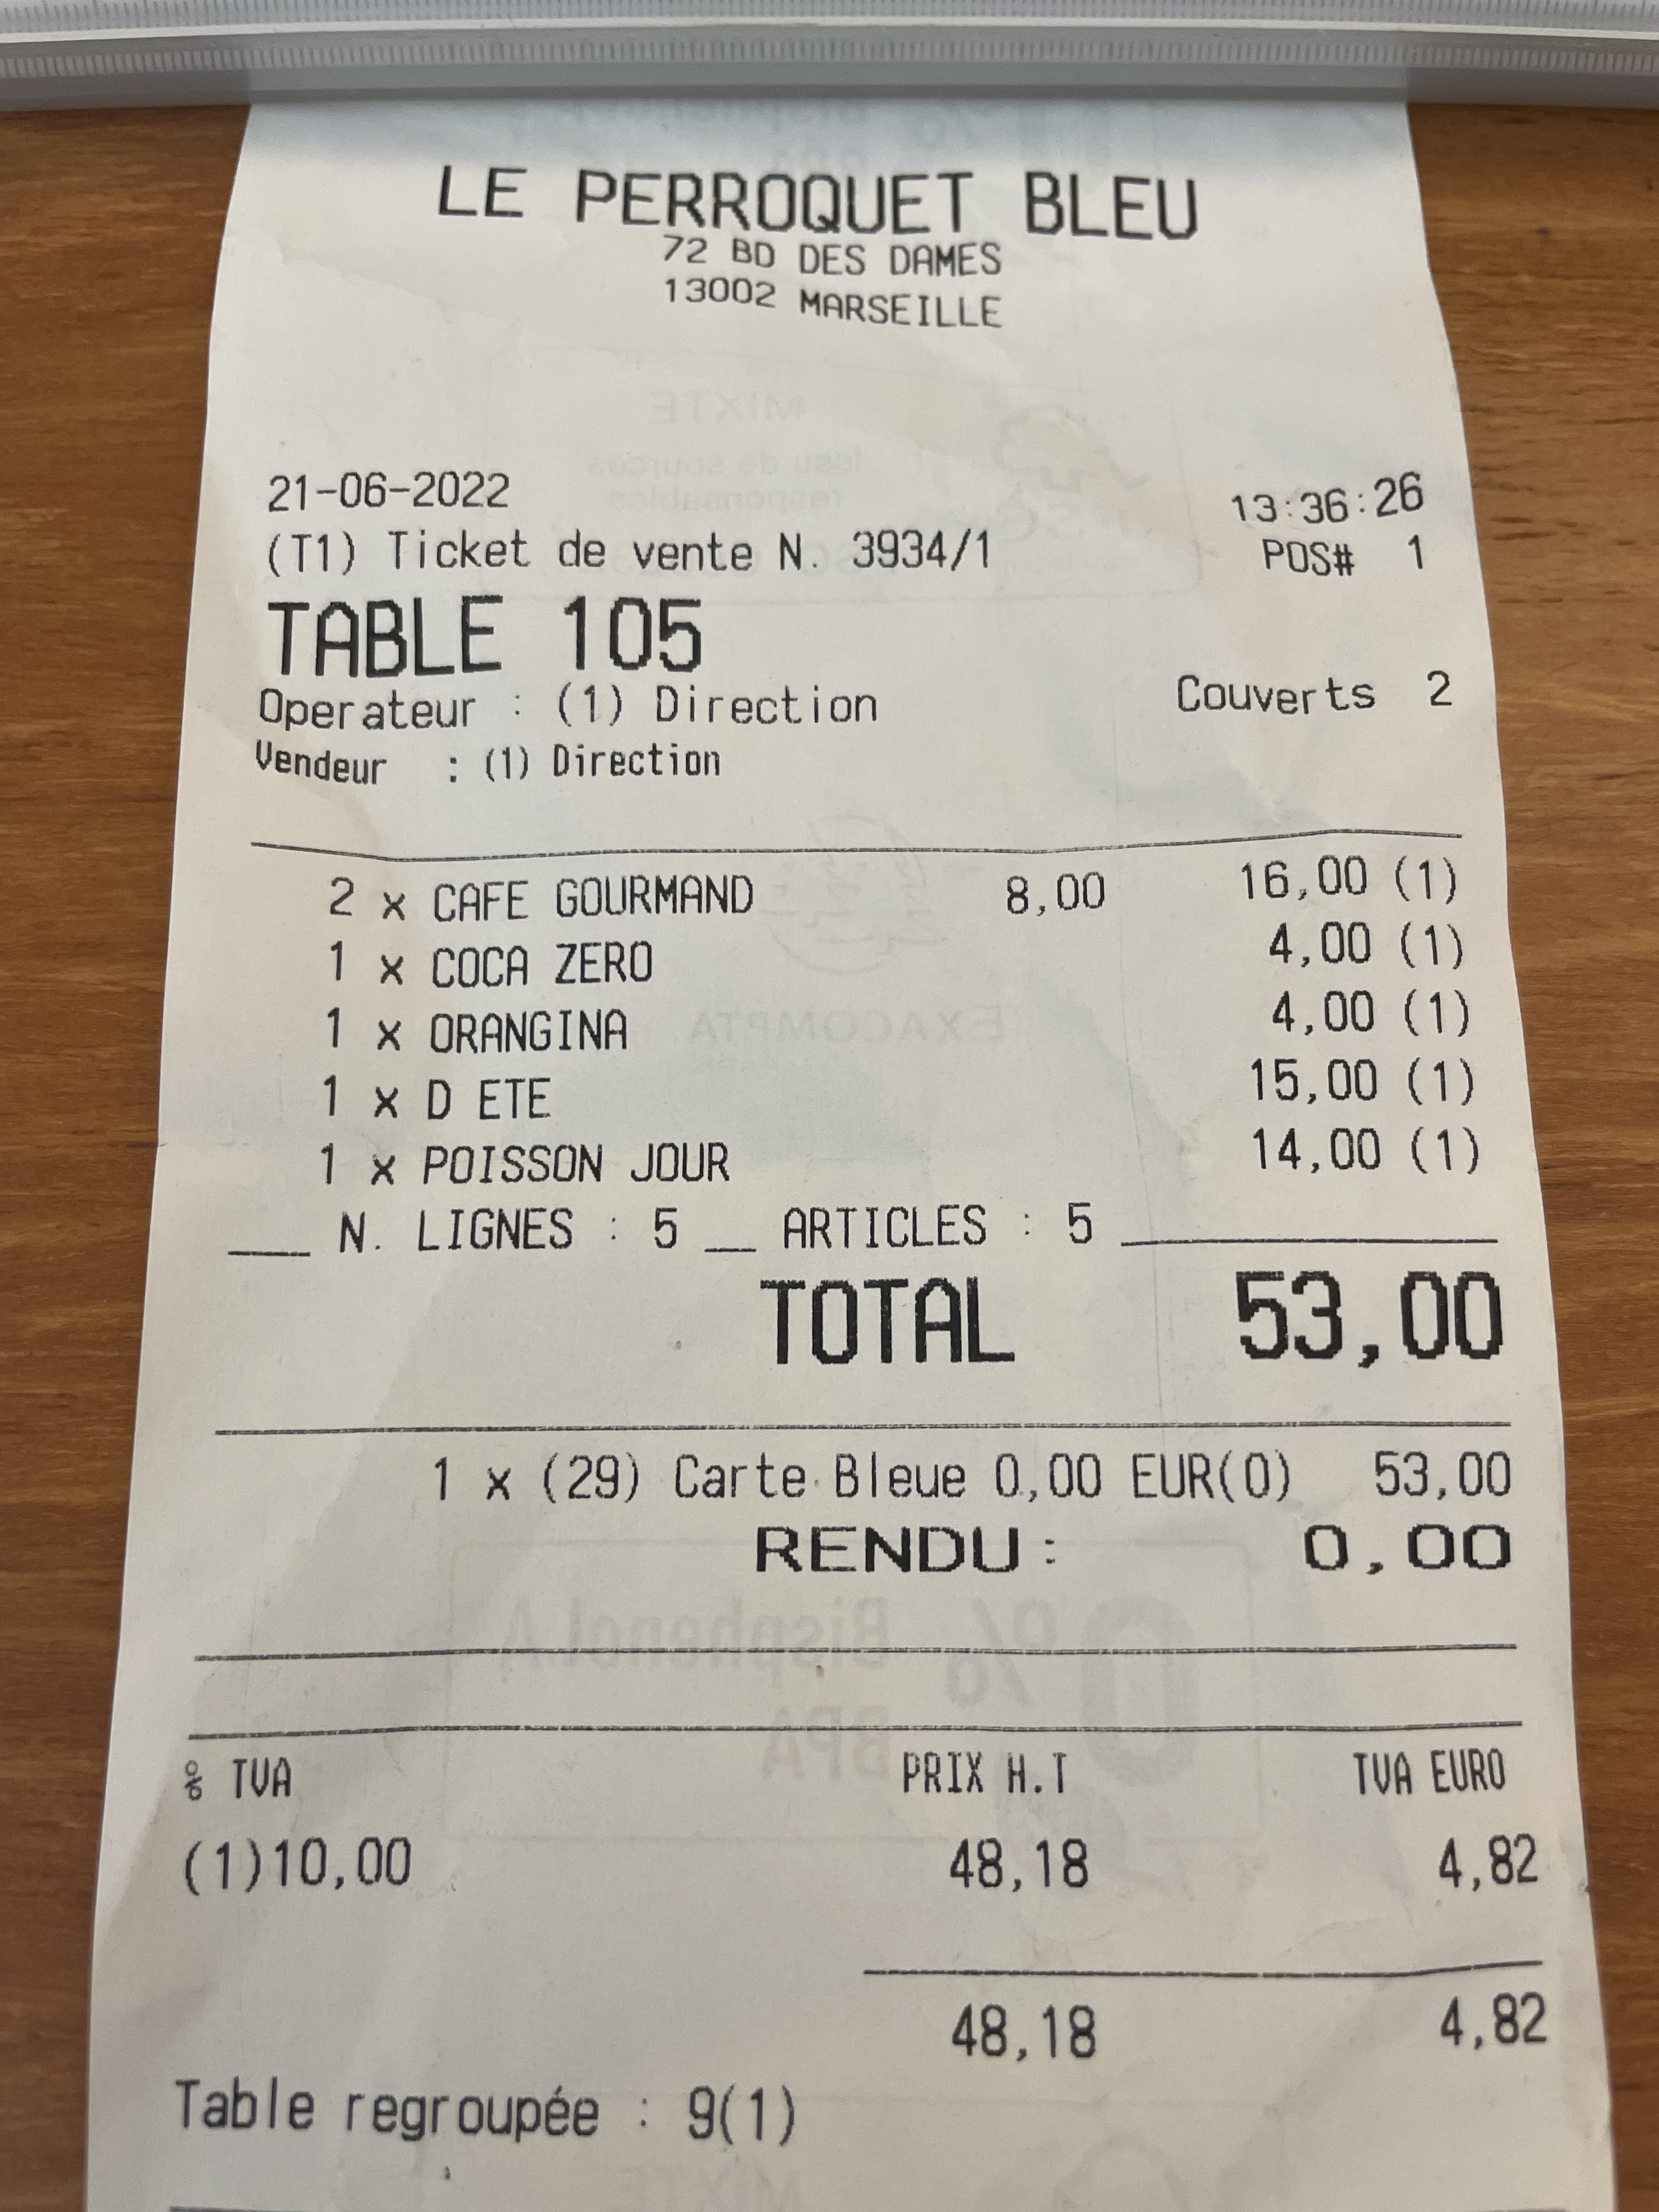 LE PERROQUET BLEU
72 BD DES DAMES
13002 MARSEILLE
21-06-2022 13:36:26
(T1) Ticket de vente N. 3934/1 POS# 1
TABLE 105
Operateur : (1) Direction Couverts 2
Vendeur : (1) Direction
2 x CAFE GOURMAND 8,00 16,00 (1)
1 x COCA ZERO 4,00 (1)
1 x ORANGINA 4,00 (1)
1 x D ETE 15,00 (1)
1 x POISSON JOUR 14,00 (1)
___ N. LIGNES : 5 __ ARTICLES : 5 ___
TOTAL 53,00
1 x (29) Carte Bleue 0,00 EUR(0) 53,00
RENDU: 0,00
% TVA PRIX H.T TVA EURO
(1)10,00 48,18 4,82
48,18 4,82
Table regroupée : 9(1)